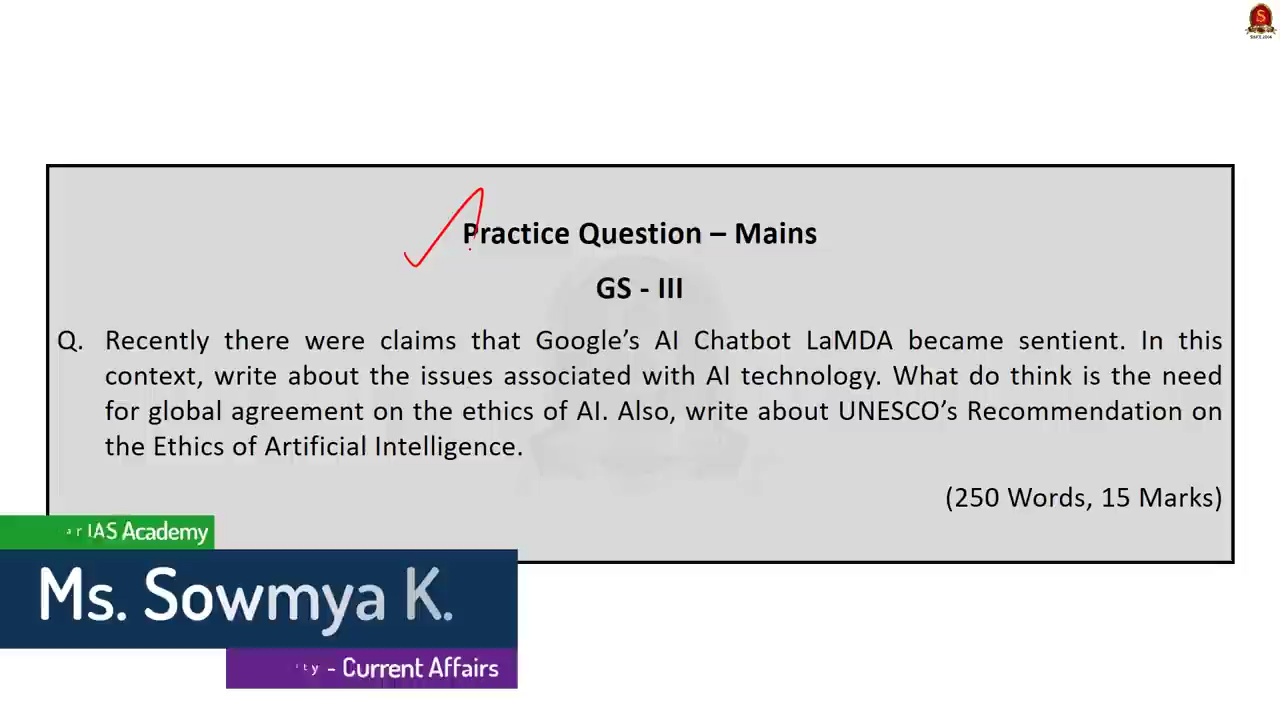 Practice Question – Mains
GS - III
Q. Recently there were claims that Google’s AI Chatbot LaMDA became sentient. In this
context, write about the issues associated with AI technology. What do think is the need
for global agreement on the ethics of AI. Also, write about UNESCO’s Recommendation on
the Ethics of Artificial Intelligence.
(250 Words, 15 Marks)
ar IAS Academy
Ms. Sowmya K.
ty - Current Affairs